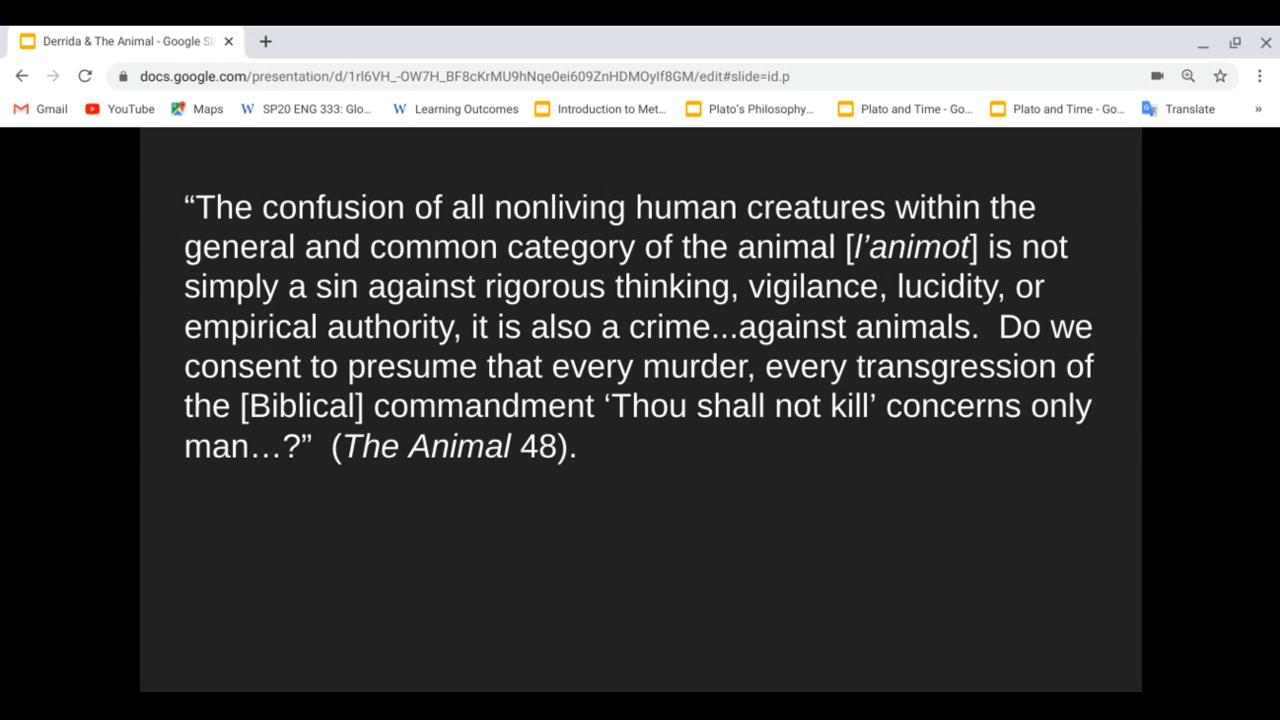 Derrida & The Animal - Google Sl
docs.google.com/presentation/d/1rl6VH_-OW7H_BF8cKrMU9hNqe0ei609ZnHDMOyIf8GM/edit#slide=id.p
Gmail YouTube Maps SP20 ENG 333: Glo... Learning Outcomes Introduction to Met... Plato's Philosophy... Plato and Time - Go... Plato and Time - Go... Translate »
“The confusion of all nonliving human creatures within the
general and common category of the animal [l’animot] is not
simply a sin against rigorous thinking, vigilance, lucidity, or
empirical authority, it is also a crime...against animals. Do we
consent to presume that every murder, every transgression of
the [Biblical] commandment ‘Thou shall not kill’ concerns only
man…?” (The Animal 48).